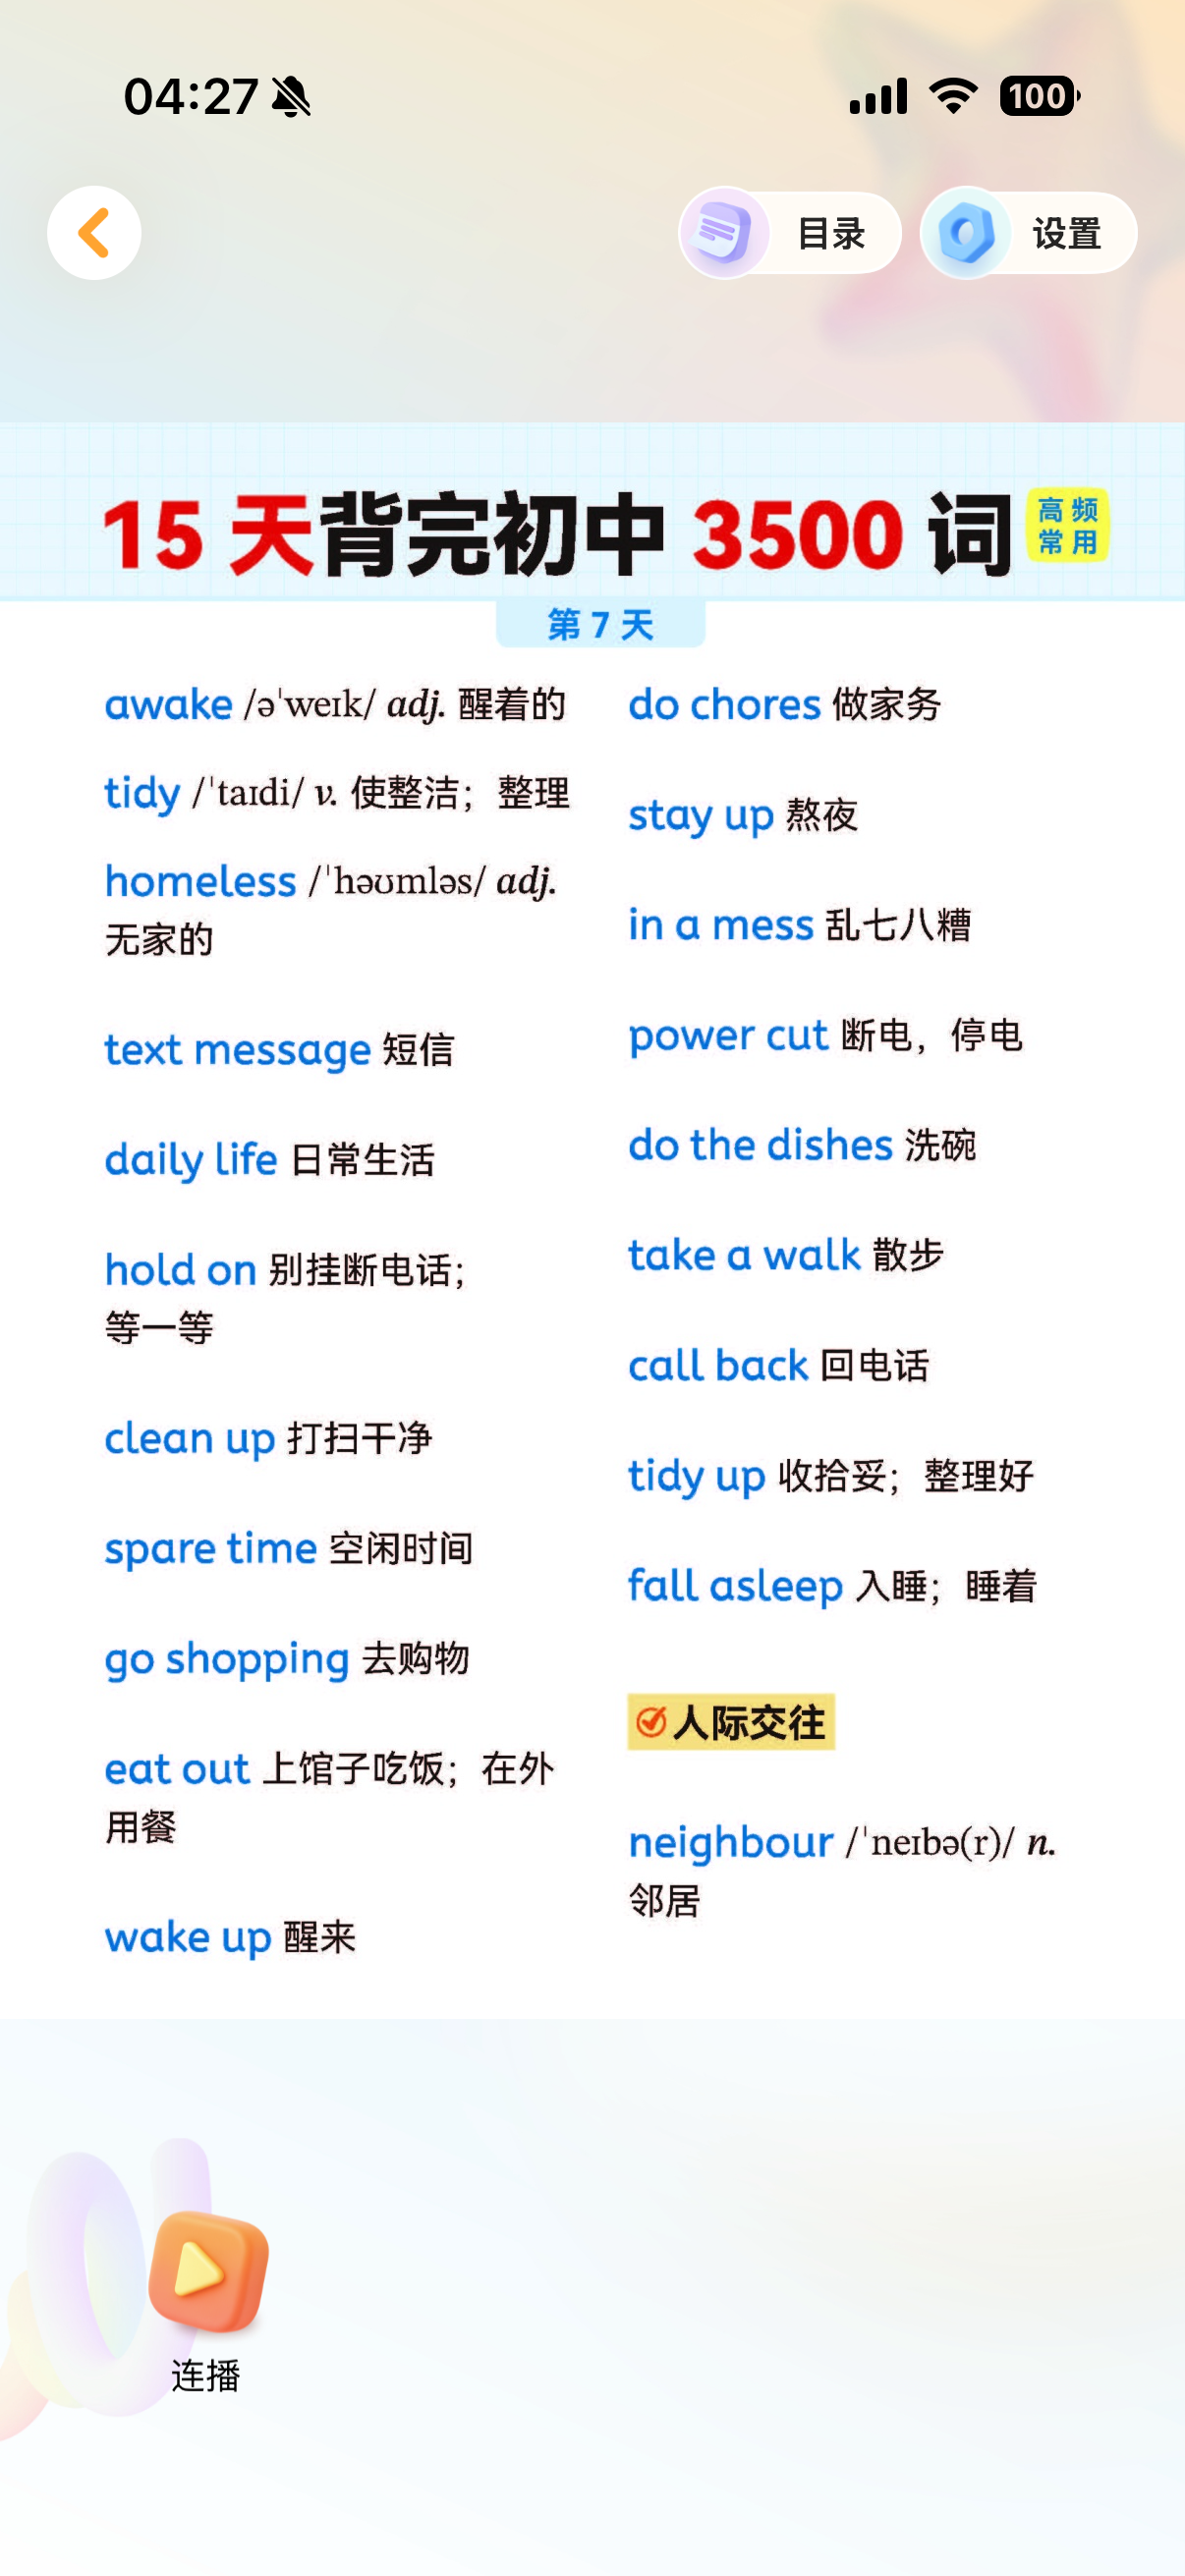 04:27
100
目录
设置
15 天背完初中 3500 词
高频
常用
第 7 天
awake /əˈweɪk/ adj. 醒着的
tidy /ˈtaɪdi/ v. 使整洁；整理
homeless /ˈhəʊmləs/ adj.
无家的
text message 短信
daily life 日常生活
hold on 别挂断电话；
等一等
clean up 打扫干净
spare time 空闲时间
go shopping 去购物
eat out 上馆子吃饭；在外
用餐
wake up 醒来
do chores 做家务
stay up 熬夜
in a mess 乱七八糟
power cut 断电，停电
do the dishes 洗碗
take a walk 散步
call back 回电话
tidy up 收拾妥；整理好
fall asleep 入睡；睡着
人际交往
neighbour /ˈneɪbə(r)/ n.
邻居
连播